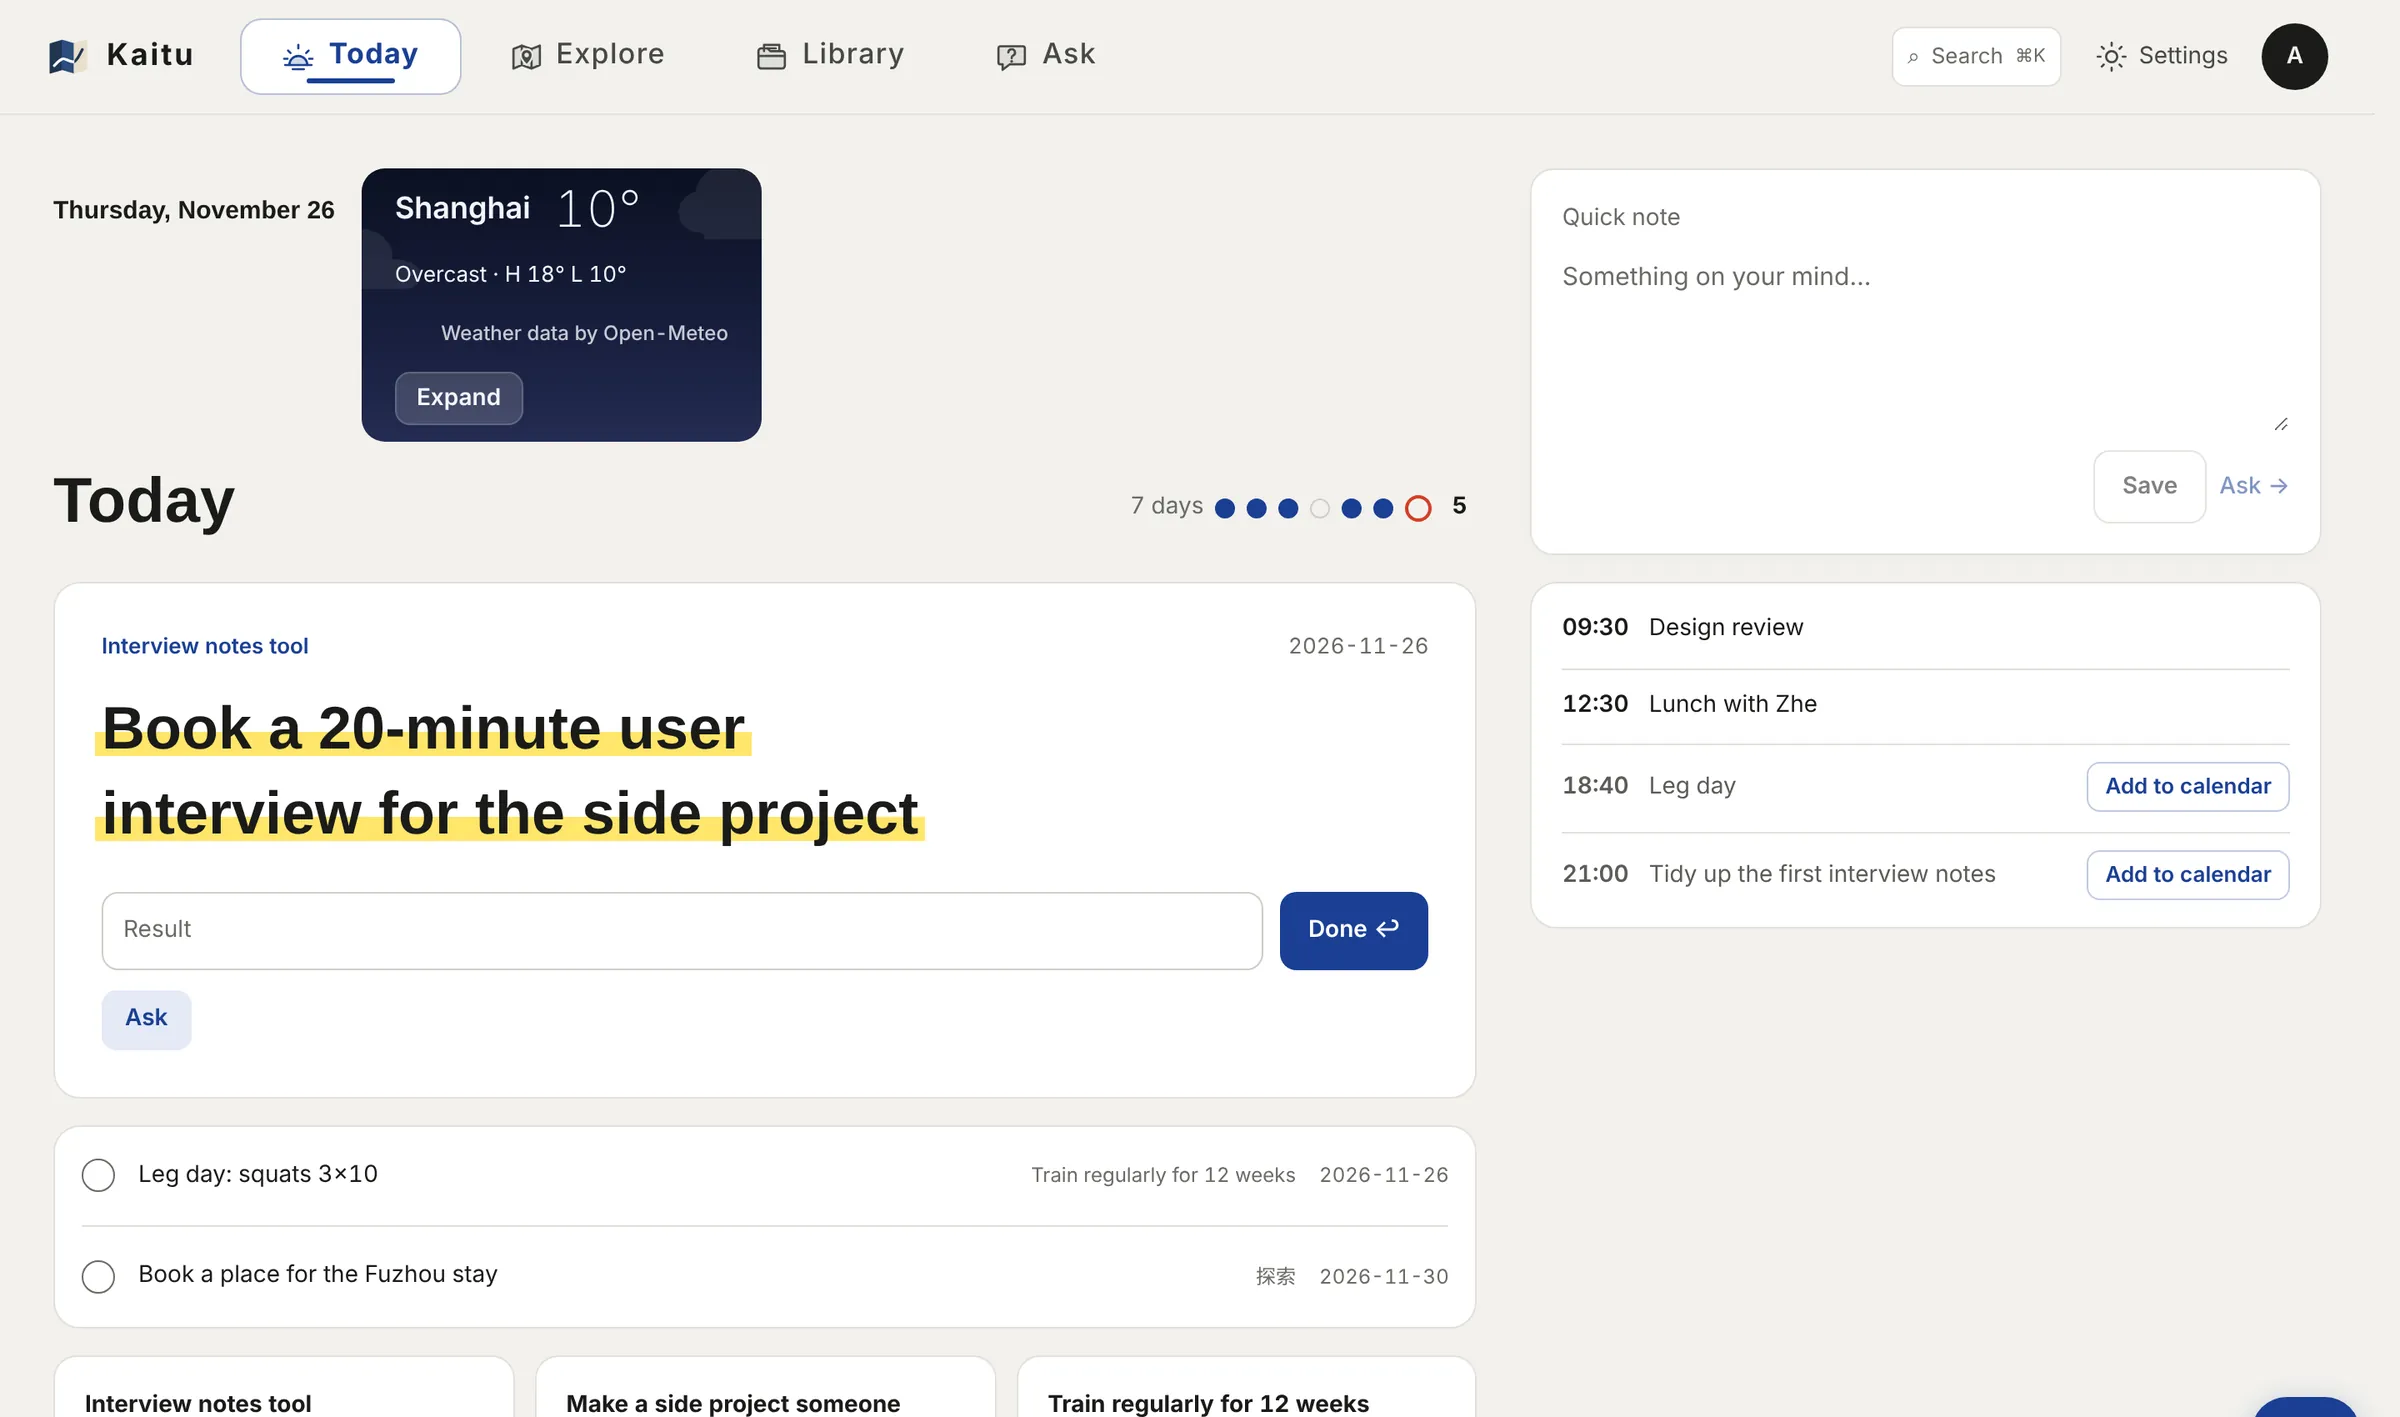 Kaitu
Today
Explore
Library
Ask
Search ⌘K
Settings
A
Thursday, November 26
Shanghai 10°
Overcast · H 18° L 10°
Weather data by Open-Meteo
Expand
Today
7 days 5
Interview notes tool 2026-11-26
Book a 20-minute user
interview for the side project
Result
Done ↩
Ask
Leg day: squats 3×10 Train regularly for 12 weeks 2026-11-26
Book a place for the Fuzhou stay 探索 2026-11-30
Interview notes tool
Make a side project someone
Train regularly for 12 weeks
Quick note
Something on your mind...
Save
Ask →
09:30 Design review
12:30 Lunch with Zhe
18:40 Leg day Add to calendar
21:00 Tidy up the first interview notes Add to calendar